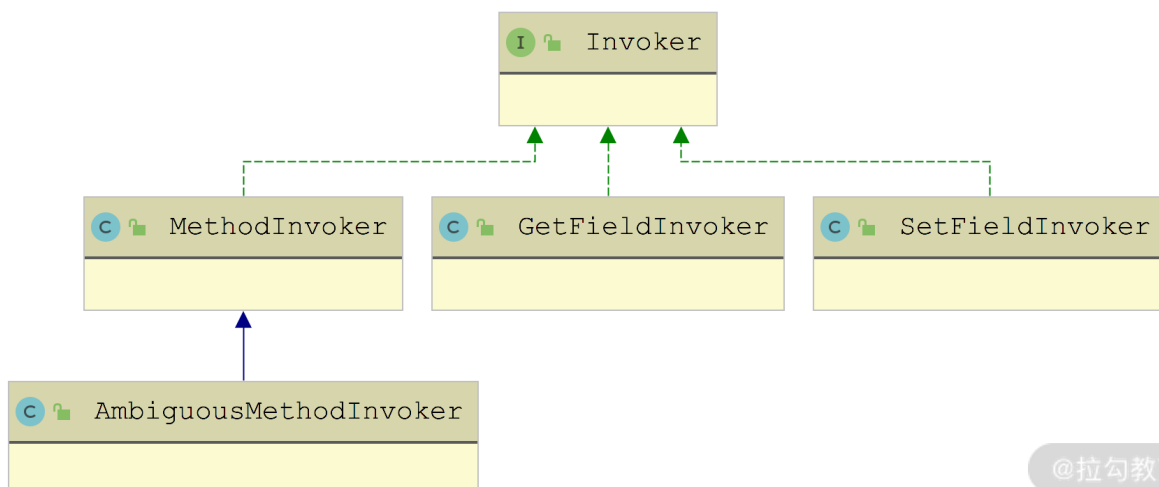 I Invoker
C MethodInvoker
C GetFieldInvoker
C SetFieldInvoker
C AmbiguousMethodInvoker
@拉勾教